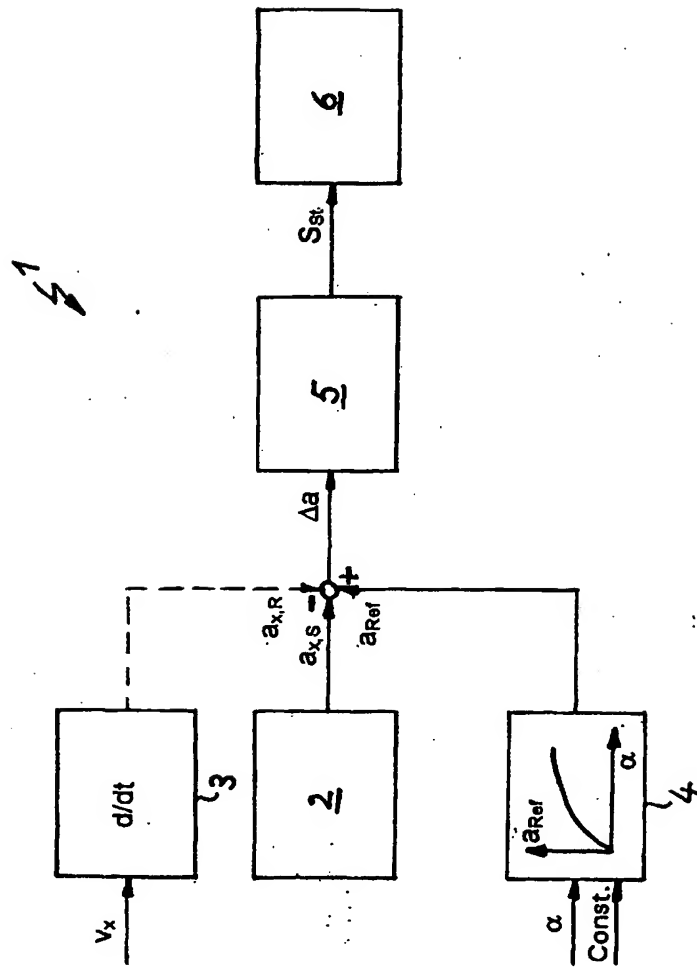 1
v_x
d/dt
3
a_x,R
2
a_x,s
-
+
a_Ref
Δa
5
S_St.
6
α
Const.
a_Ref
α
4